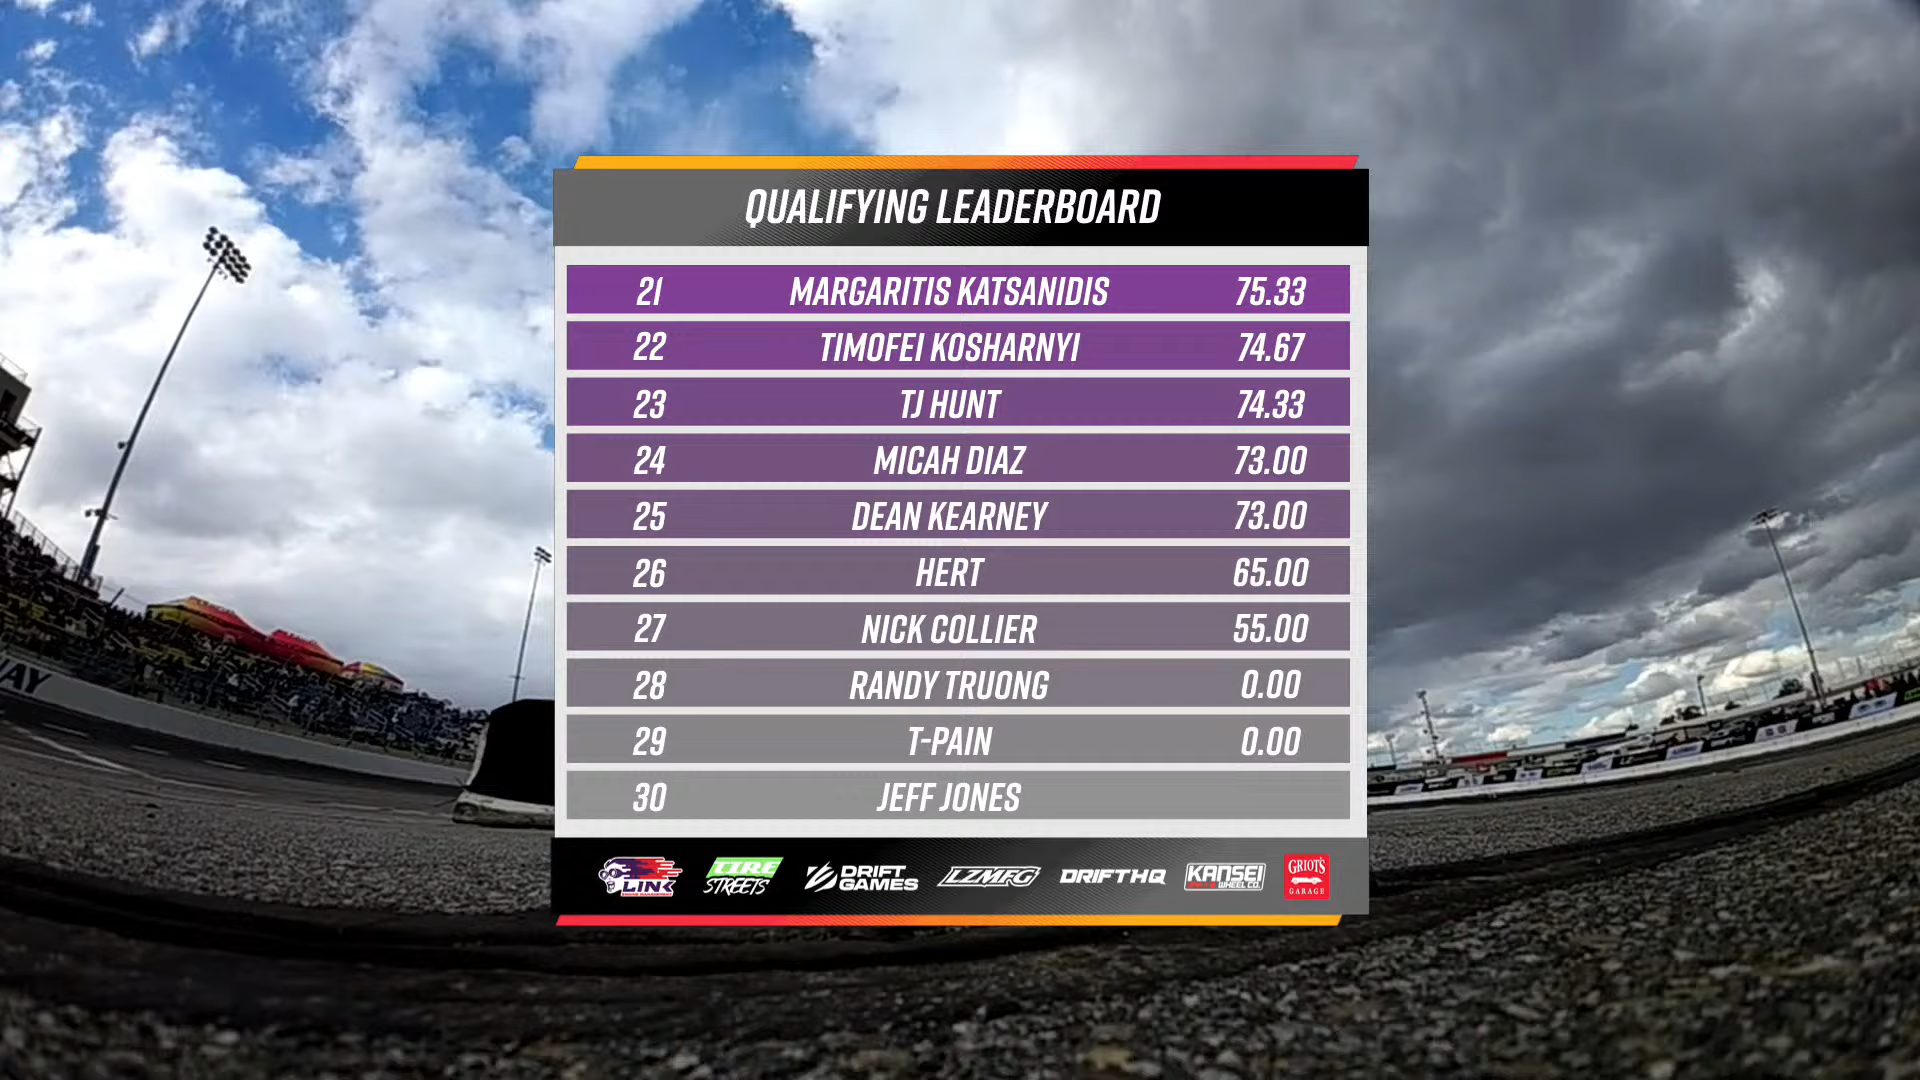 QUALIFYING LEADERBOARD
21 MARGARITIS KATSANIDIS 75.33
22 TIMOFEI KOSHARNYI 74.67
23 TJ HUNT 74.33
24 MICAH DIAZ 73.00
25 DEAN KEARNEY 73.00
26 HERT 65.00
27 NICK COLLIER 55.00
28 RANDY TRUONG 0.00
29 T-PAIN 0.00
30 JEFF JONES
LINK
TIRE STREETS
DRIFT GAMES
LZMFG
DRIFTHQ
KANSEI WHEEL CO.
GRIOT'S GARAGE
WAY